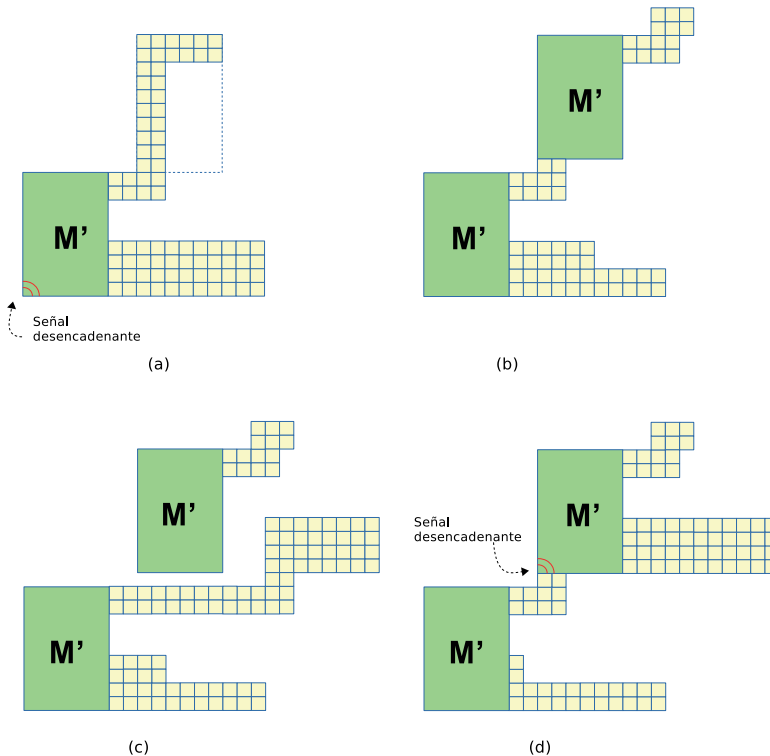 M’
Señal
desencadenante
(a)
M’
M’
(b)
M’
M’
(c)
Señal
desencadenante
M’
M’
(d)